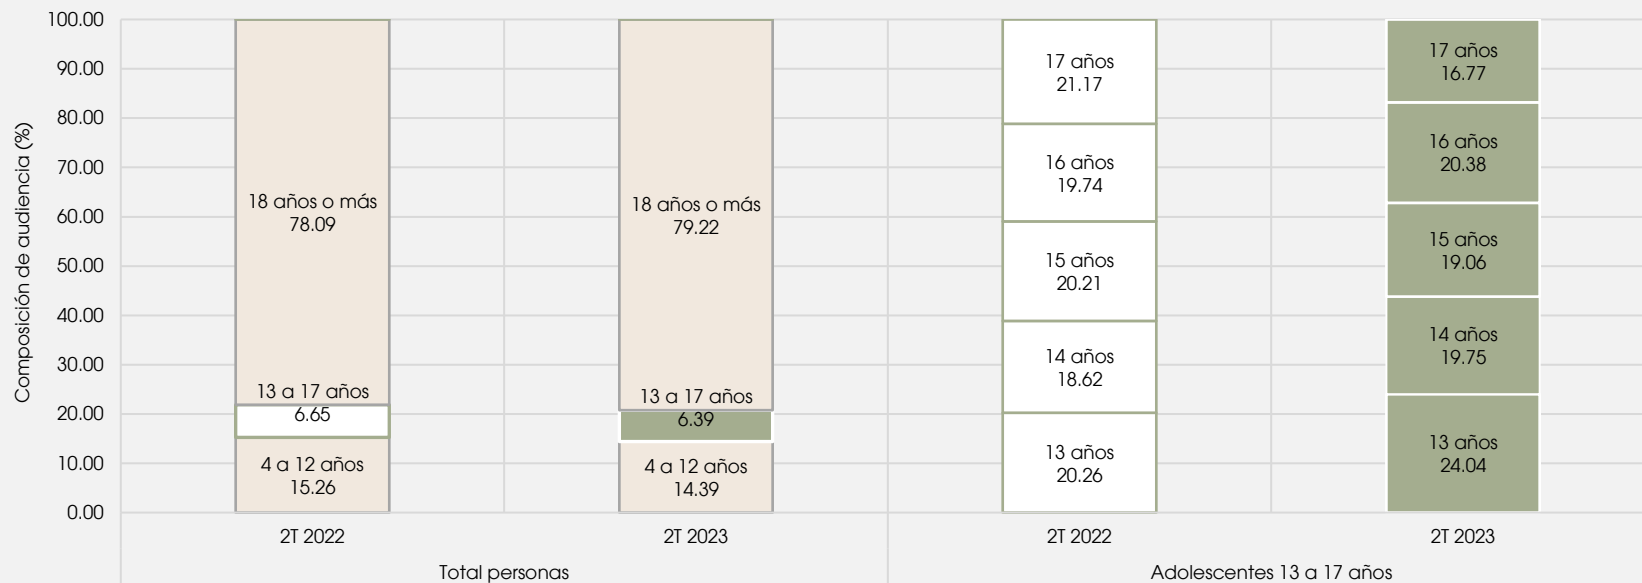 Composición de audiencia (%)
100.00
90.00
80.00
70.00
60.00
50.00
40.00
30.00
20.00
10.00
0.00
18 años o más
78.09
13 a 17 años
6.65
4 a 12 años
15.26
18 años o más
79.22
13 a 17 años
6.39
4 a 12 años
14.39
17 años
21.17
16 años
19.74
15 años
20.21
14 años
18.62
13 años
20.26
17 años
16.77
16 años
20.38
15 años
19.06
14 años
19.75
13 años
24.04
2T 2022
2T 2023
2T 2022
2T 2023
Total personas
Adolescentes 13 a 17 años